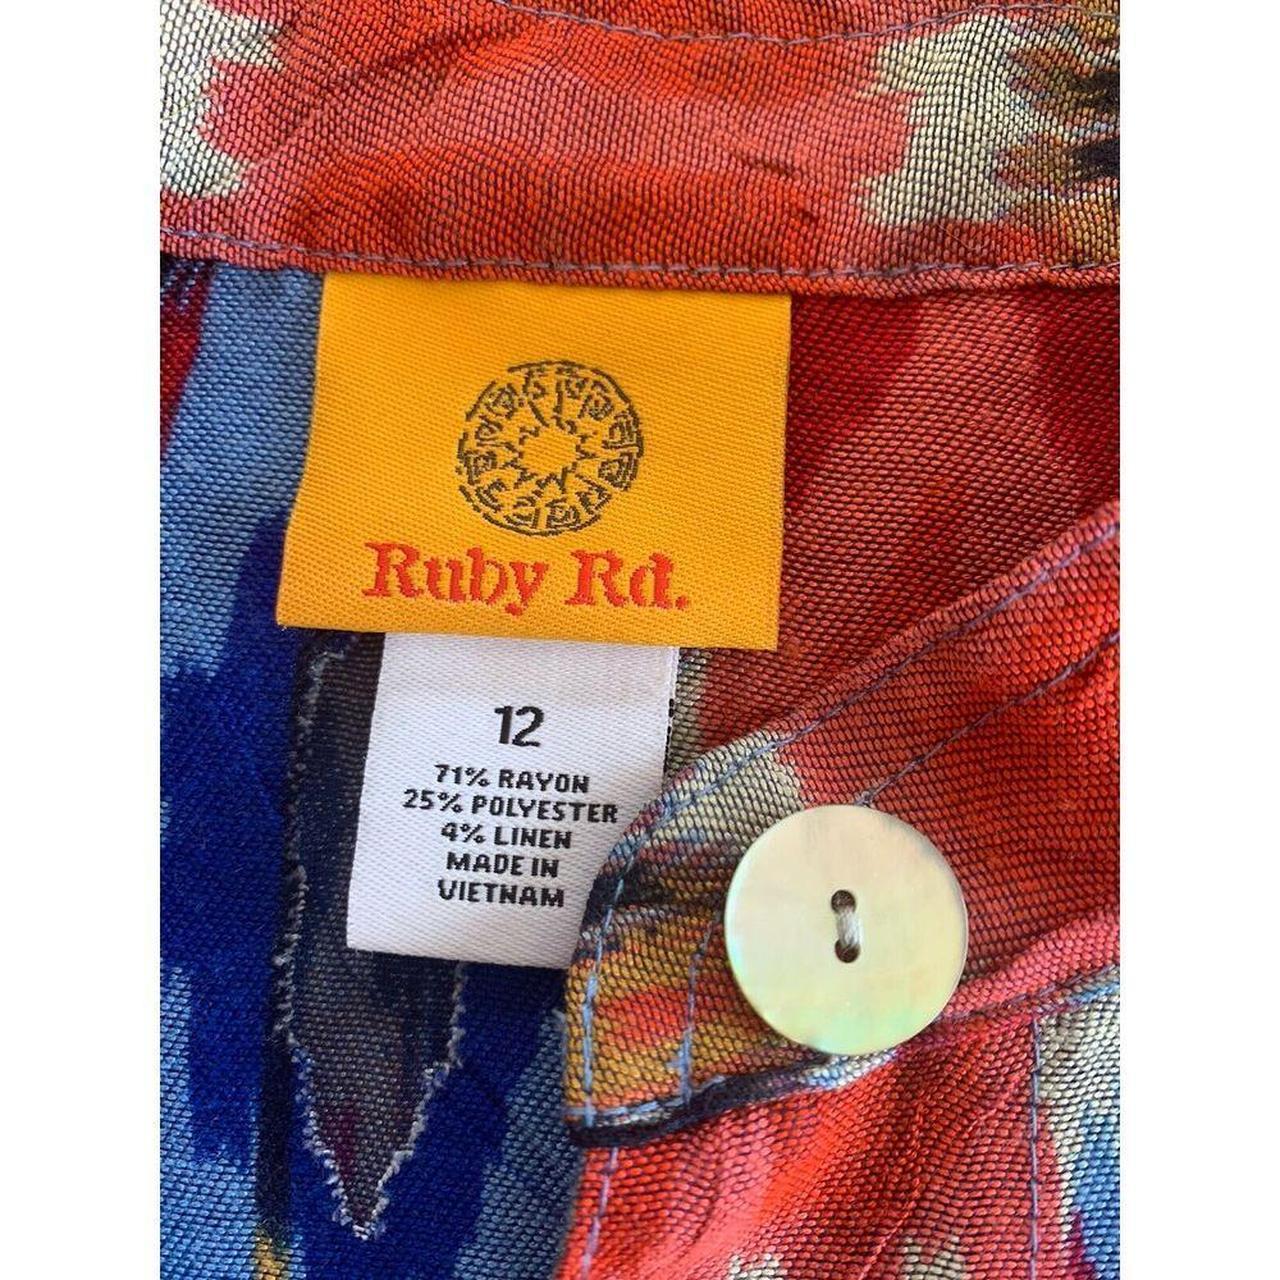 Ruby Rd.
12
71% RAYON
25% POLYESTER
4% LINEN
MADE IN
VIETNAM